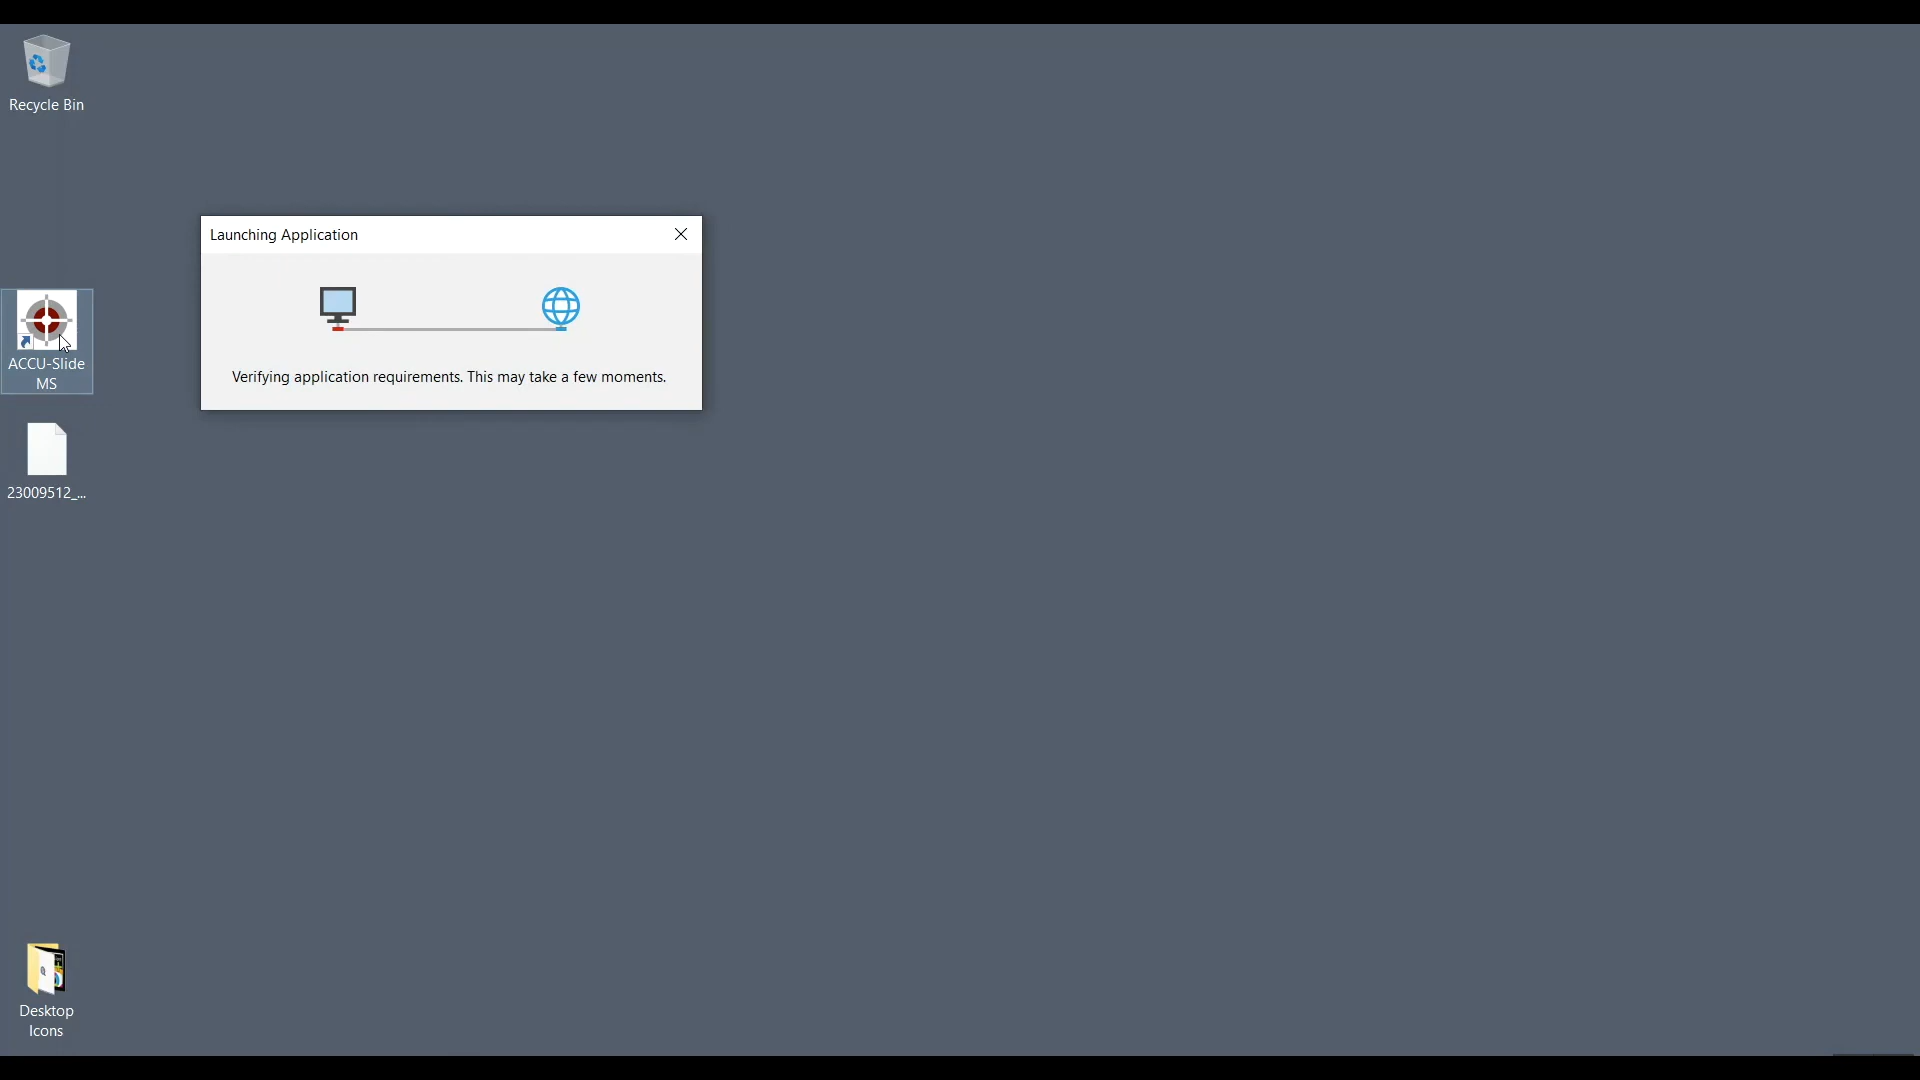 Recycle Bin
Launching Application
Verifying application requirements. This may take a few moments.
ACCU-Slide
MS
23009512_...
Desktop
Icons